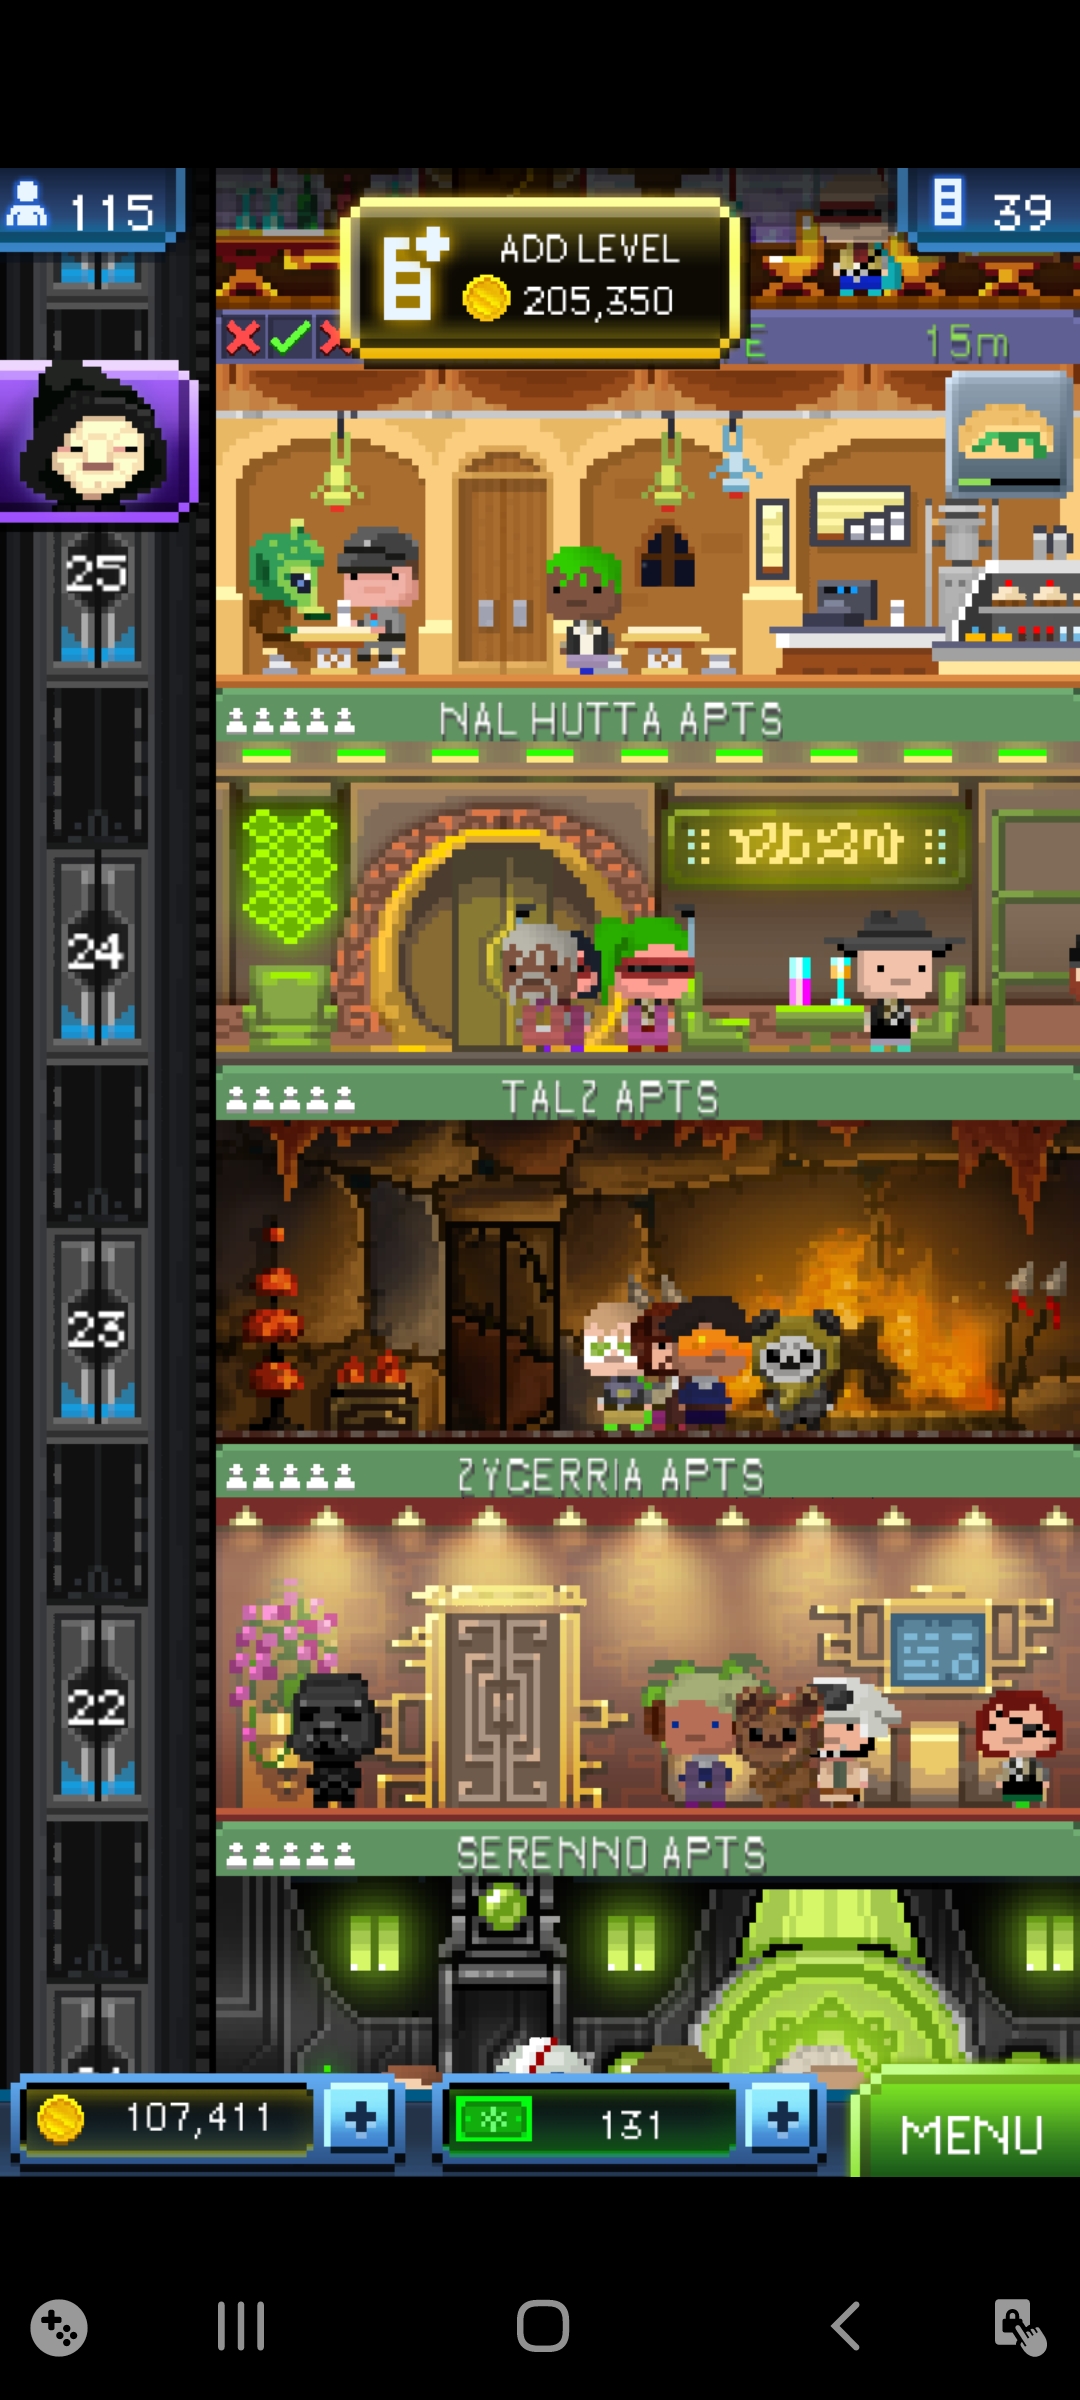 115
ADD LEVEL
205,350
39
E 15m
25
NAL HUTTA APTS
24
TALZ APTS
23
ZYGERRIA APTS
22
SERENNO APTS
107,411
131
MENU